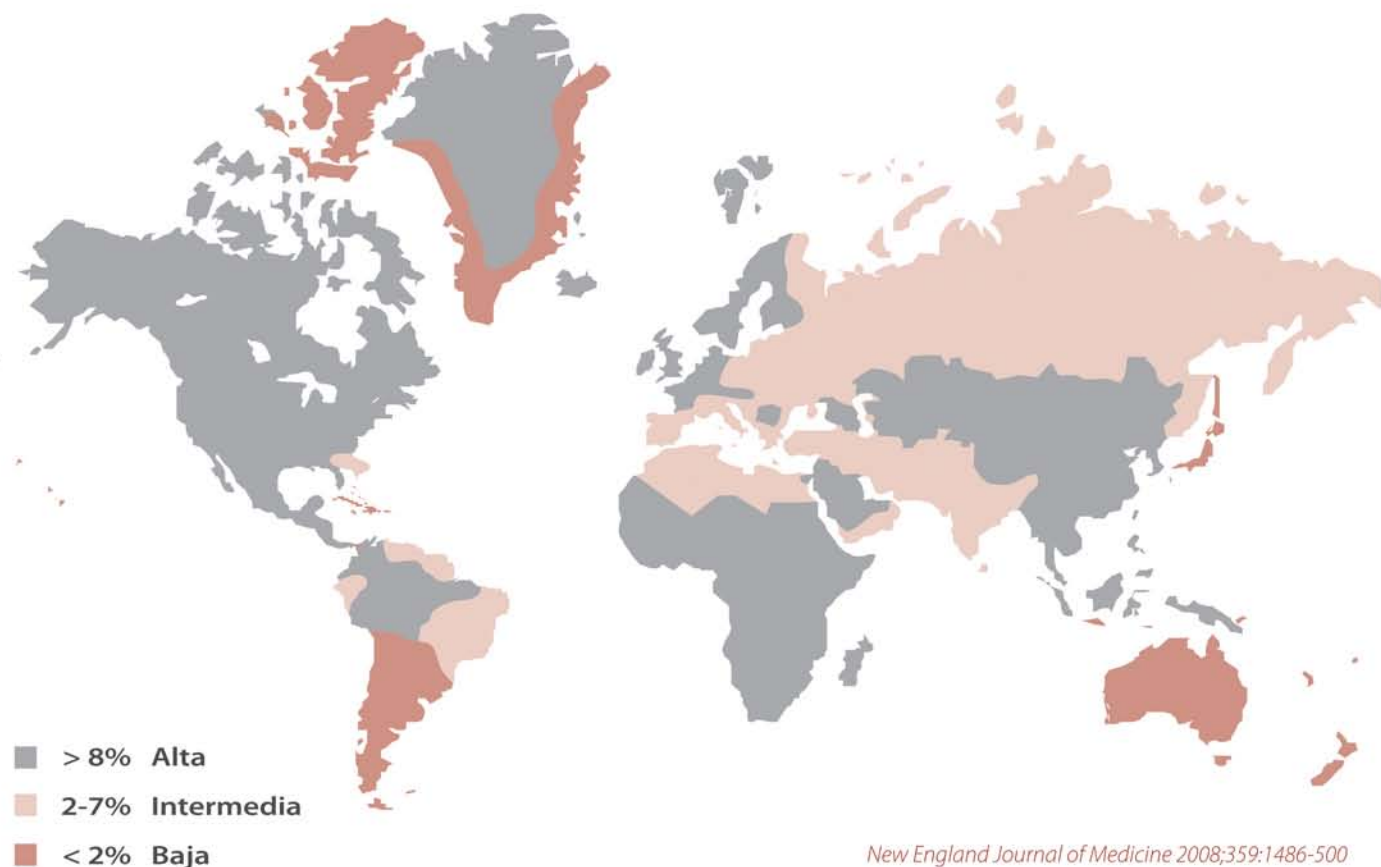 > 8% Alta
2-7% Intermedia
< 2% Baja
New England Journal of Medicine 2008;359:1486-500